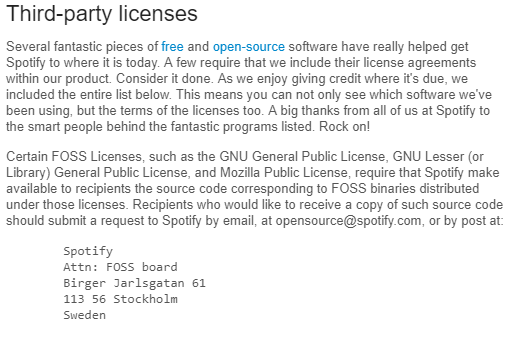 Third-party licenses
Several fantastic pieces of free and open-source software have really helped get
Spotify to where it is today. A few require that we include their license agreements
within our product. Consider it done. As we enjoy giving credit where it's due, we
included the entire list below. This means you can not only see which software we've
been using, but the terms of the licenses too. A big thanks from all of us at Spotify to
the smart people behind the fantastic programs listed. Rock on!
Certain FOSS Licenses, such as the GNU General Public License, GNU Lesser (or
Library) General Public License, and Mozilla Public License, require that Spotify make
available to recipients the source code corresponding to FOSS binaries distributed
under those licenses. Recipients who would like to receive a copy of such source code
should submit a request to Spotify by email, at opensource@spotify.com, or by post at:
Spotify
Attn: FOSS board
Birger Jarlsgatan 61
113 56 Stockholm
Sweden